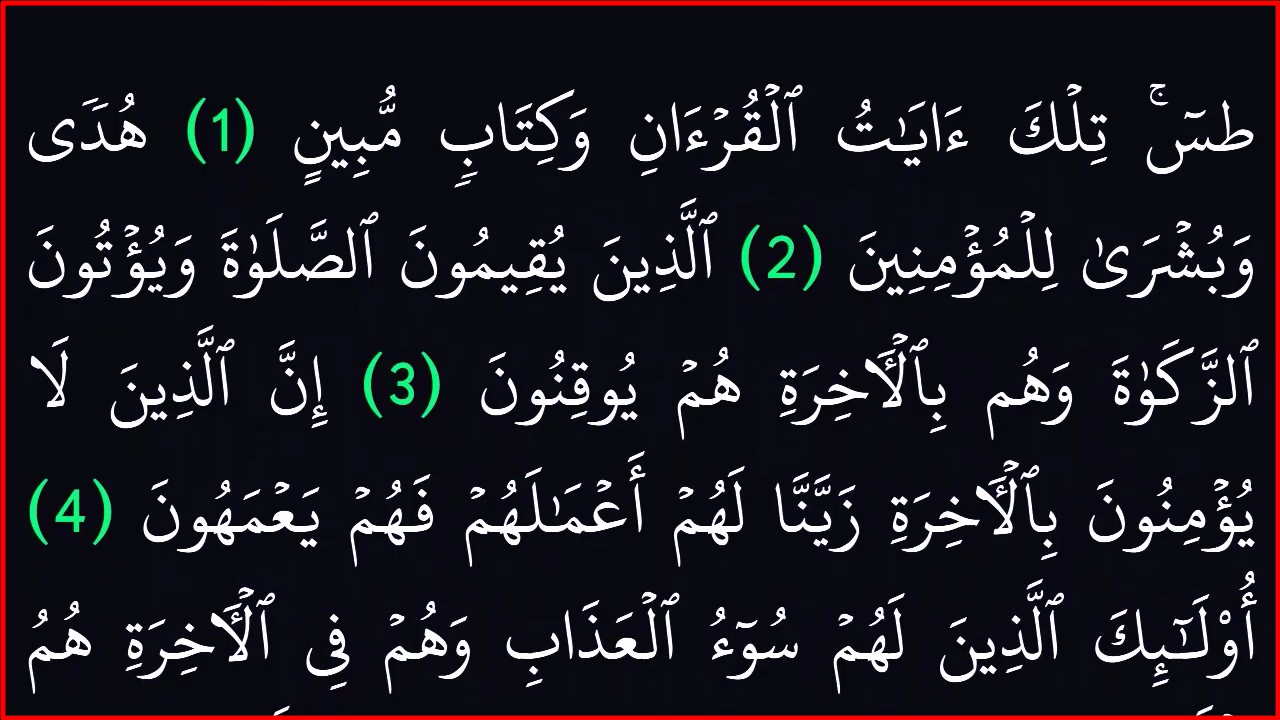 طسٓۚ تِلۡكَ ءَايَٰتُ ٱلۡقُرۡءَانِ وَكِتَابٖ مُّبِينٍ (1) هُدٗى
وَبُشۡرَىٰ لِلۡمُؤۡمِنِينَ (2) ٱلَّذِينَ يُقِيمُونَ ٱلصَّلَوٰةَ وَيُؤۡتُونَ
ٱلزَّكَوٰةَ وَهُم بِٱلۡأٓخِرَةِ هُمۡ يُوقِنُونَ (3) إِنَّ ٱلَّذِينَ لَا
يُؤۡمِنُونَ بِٱلۡأٓخِرَةِ زَيَّنَّا لَهُمۡ أَعۡمَٰلَهُمۡ فَهُمۡ يَعۡمَهُونَ (4)
أُوْلَٰٓئِكَ ٱلَّذِينَ لَهُمۡ سُوٓءُ ٱلۡعَذَابِ وَهُمۡ فِي ٱلۡأٓخِرَةِ هُمُ